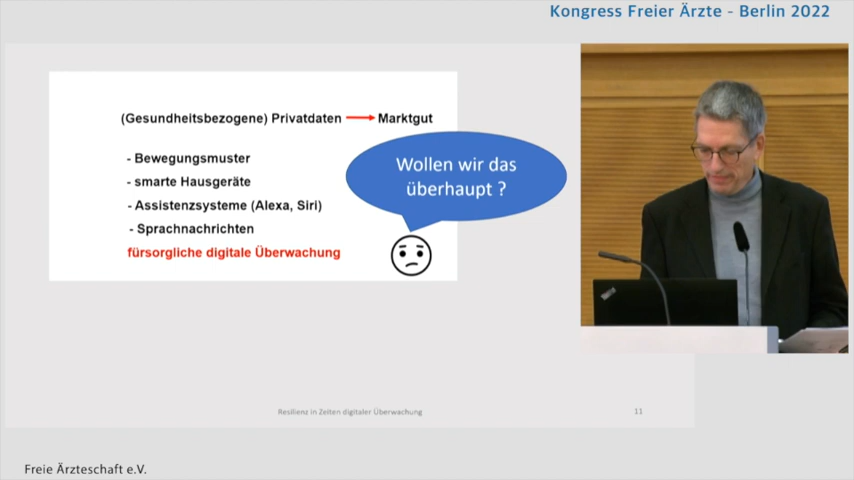 Kongress Freier Ärzte - Berlin 2022
(Gesundheitsbezogene) Privatdaten Marktgut
- Bewegungsmuster
- smarte Hausgeräte
- Assistenzsysteme (Alexa, Siri)
- Sprachnachrichten
fürsorgliche digitale Überwachung
Wollen wir das
überhaupt ?
Resilienz in Zeiten digitaler Überwachung
11
Freie Ärzteschaft e.V.